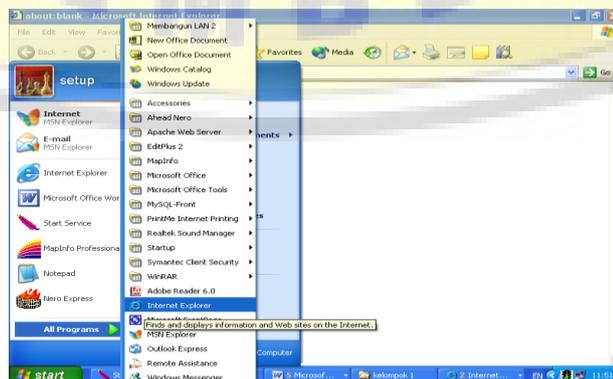 about:blank - Microsoft Internet Explorer
File Edit View Favor
Back
Favorites Media
Go
setup
Internet
MSN Explorer
E-mail
MSN Explorer
Internet Explorer
Microsoft Office Wor
Start Service
MapInfo Professiona
Notepad
Nero Express
All Programs
Membangun LAN 2
New Office Document
Open Office Document
Windows Catalog
Windows Update
Accessories
Ahead Nero
Apache Web Server
EditPlus 2
MapInfo
Microsoft Office
Microsoft Office Tools
MySQL-Front
PrintMe Internet Printing
Realtek Sound Manager
Startup
Symantec Client Security
WinRAR
Adobe Reader 6.0
Internet Explorer
Finds and displays information and Web sites on the Internet.
MSN Explorer
Outlook Express
Remote Assistance
Windows Messenger
ments
Computer
start
5 Microsof...
kelompok 1
2 Internet...
EN
11:51